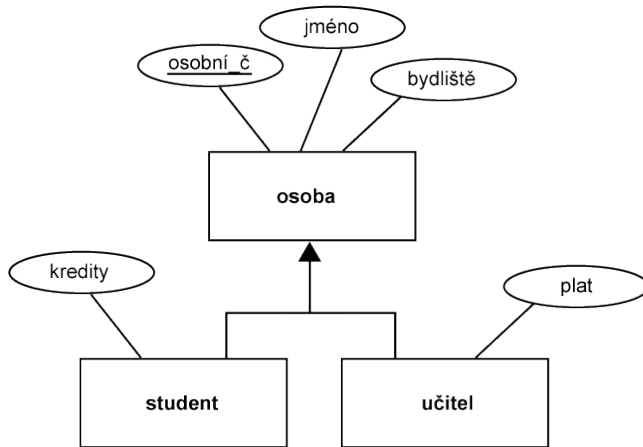 jméno
osobní_č
bydliště
osoba
kredity
plat
student
učitel